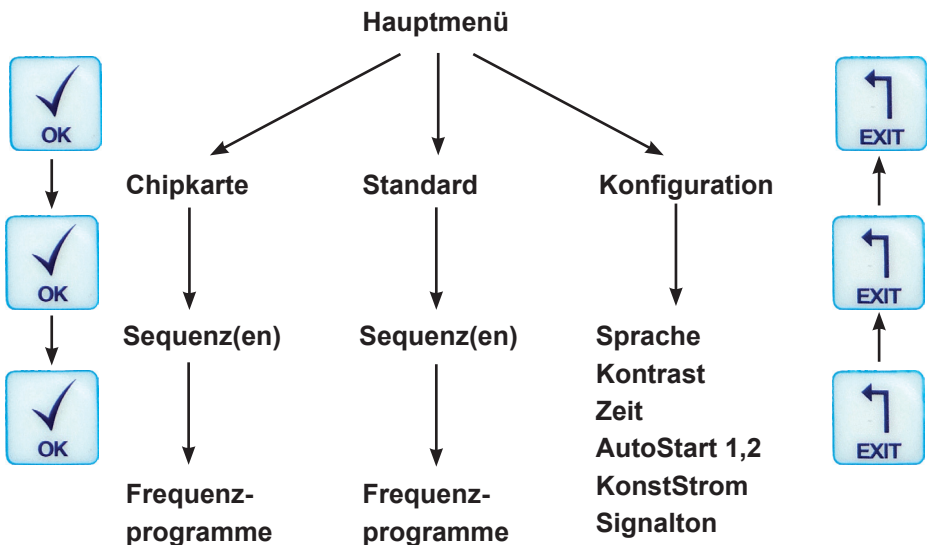 Hauptmenü
OK
EXIT
Chipkarte
Standard
Konfiguration
OK
EXIT
Sequenz(en)
Sequenz(en)
Sprache
Kontrast
Zeit
AutoStart 1,2
KonstStrom
Signalton
OK
EXIT
Frequenz-
programme
Frequenz-
programme